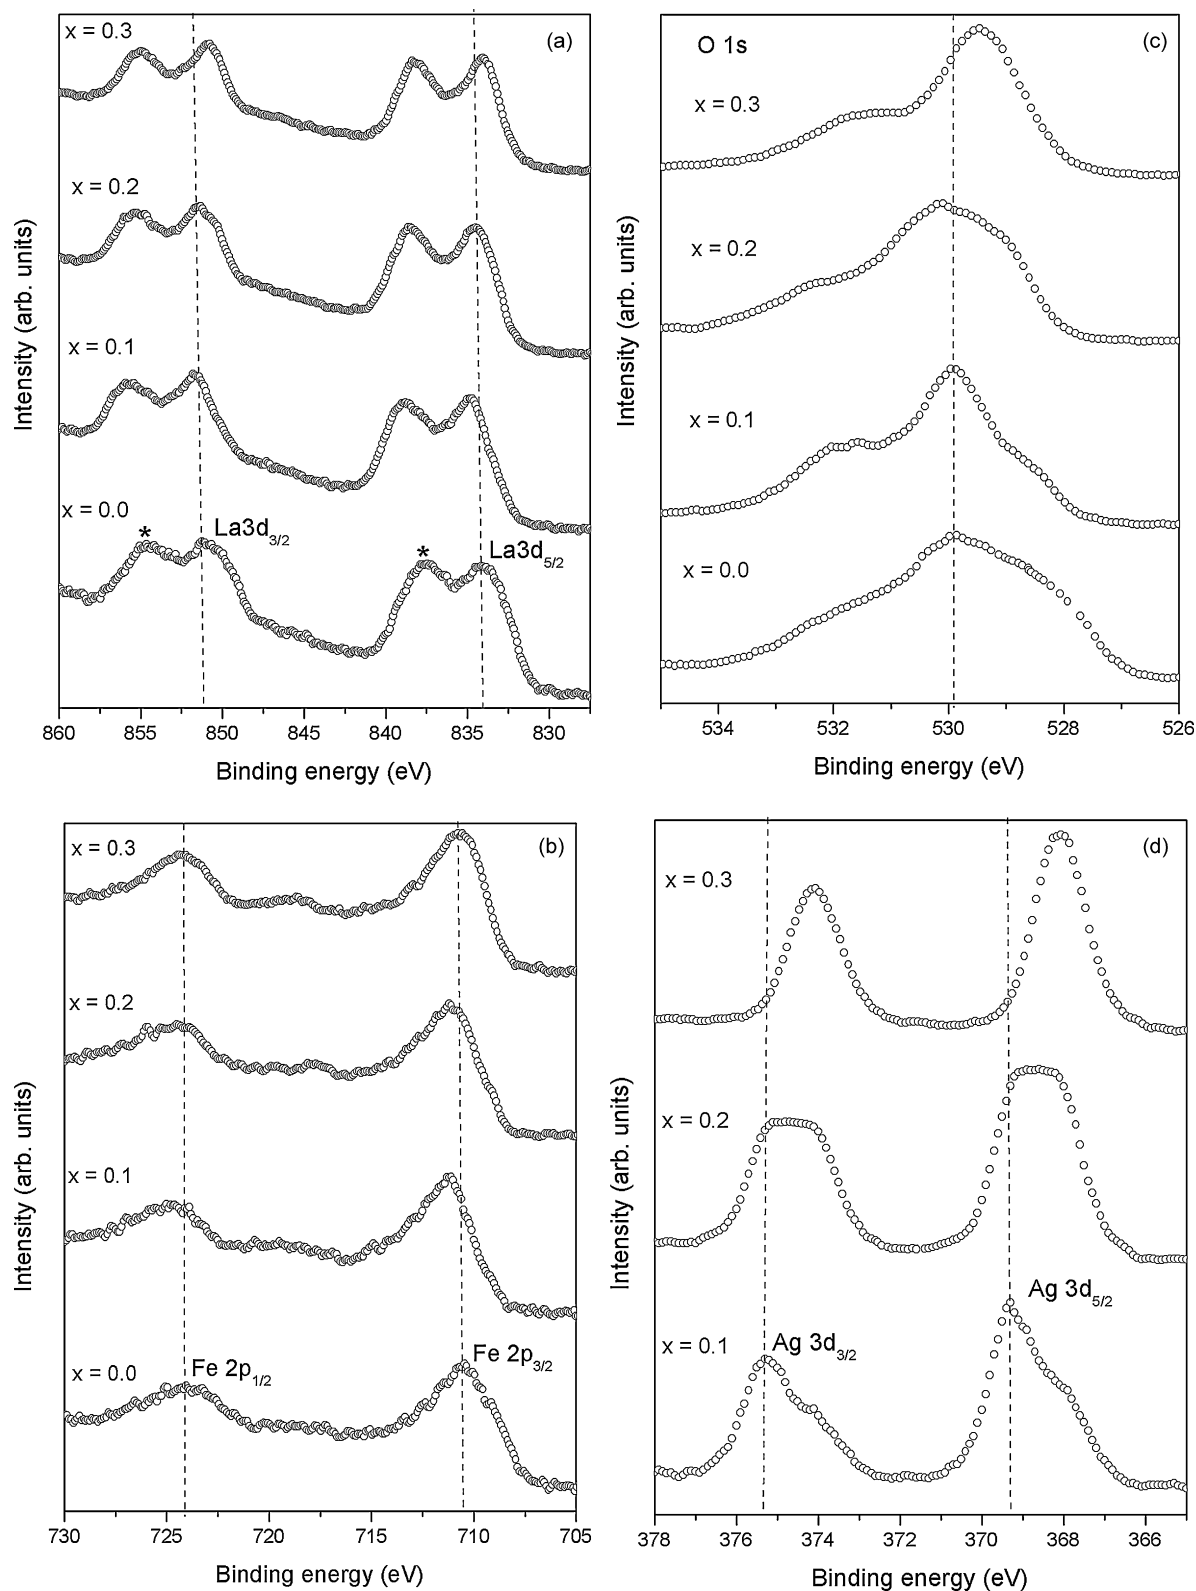 x = 0.3
(a)
x = 0.2
x = 0.1
x = 0.0
*
La3d3/2
*
La3d5/2
Intensity (arb. units)
860 855 850 845 840 835 830
Binding energy (eV)
O 1s
(c)
x = 0.3
x = 0.2
x = 0.1
x = 0.0
Intensity (arb. units)
534 532 530 528 526
Binding energy (eV)
x = 0.3
(b)
x = 0.2
x = 0.1
x = 0.0
Fe 2p1/2
Fe 2p3/2
Intensity (arb. units)
730 725 720 715 710 705
Binding energy (eV)
(d)
x = 0.3
x = 0.2
Ag 3d5/2
x = 0.1
Ag 3d3/2
Intensity (arb. units)
378 376 374 372 370 368 366
Binding energy (eV)